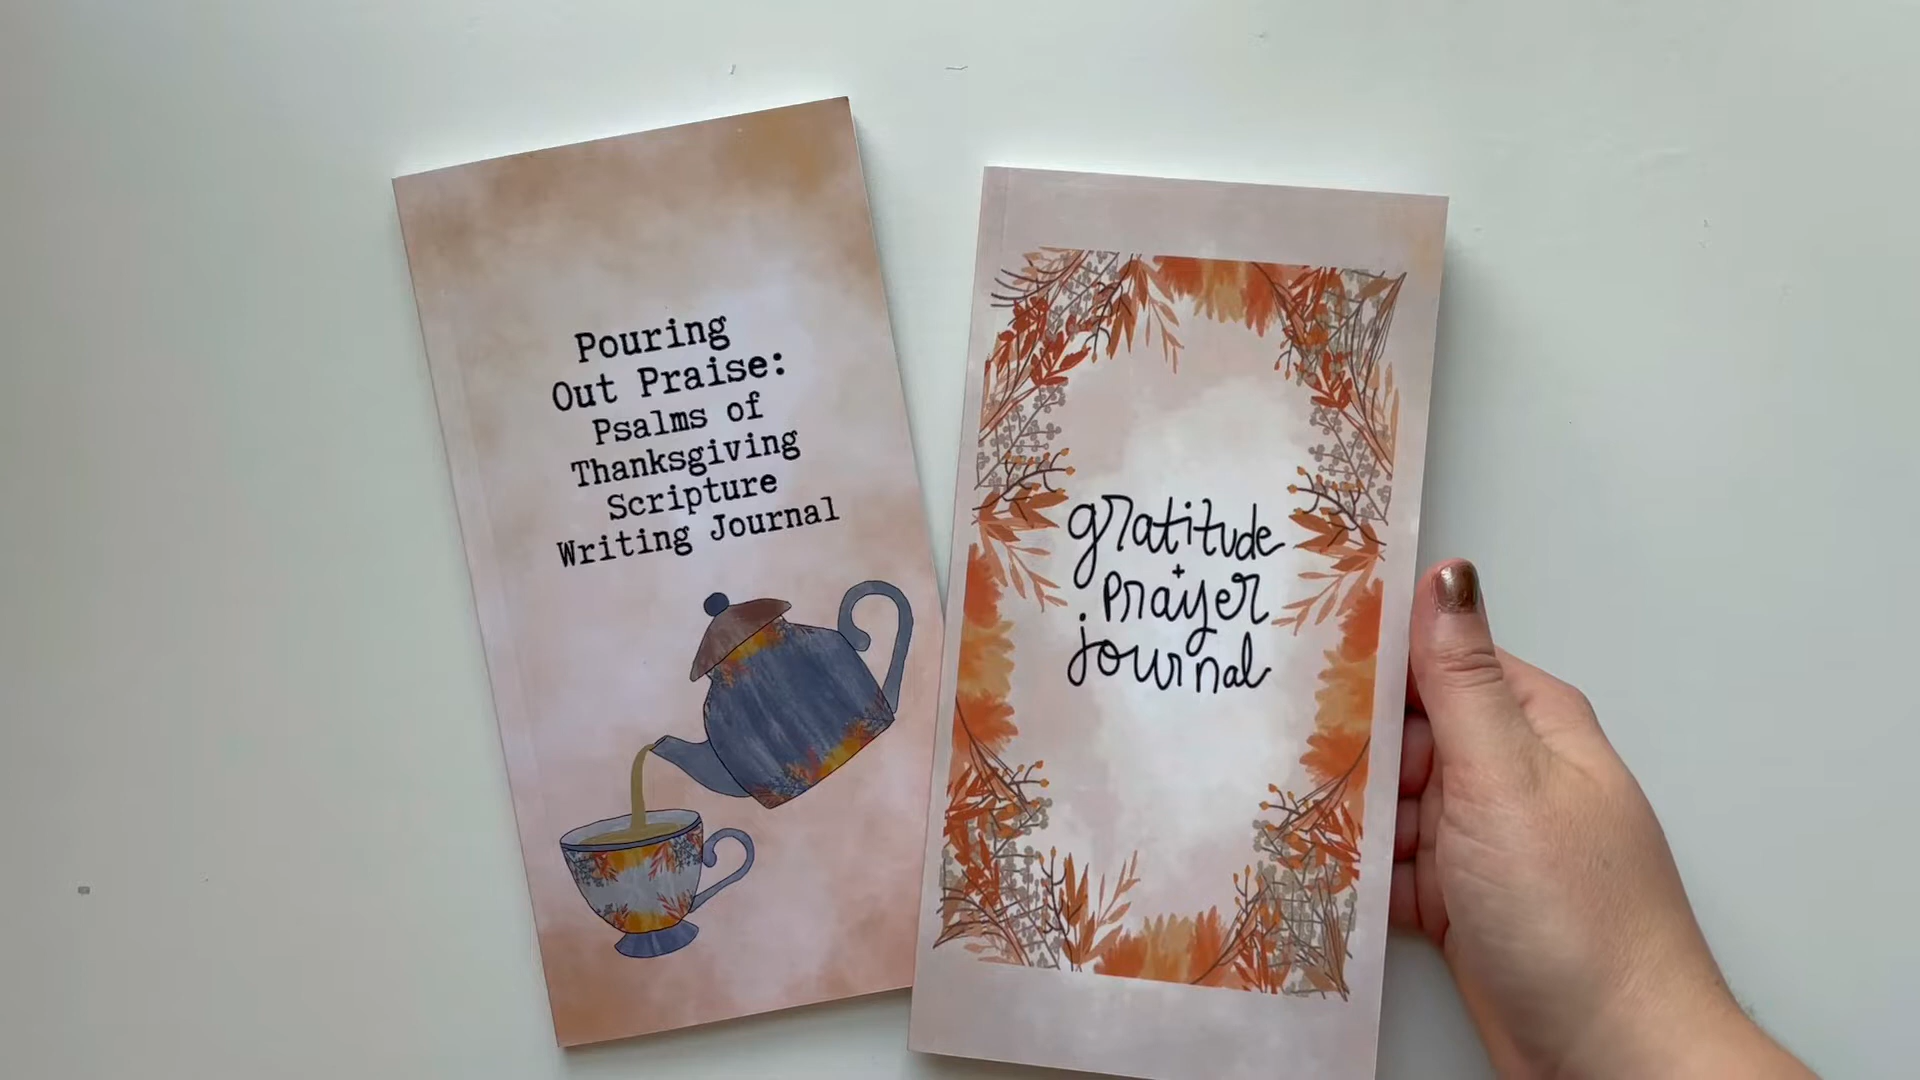 Pouring
Out Praise:
Psalms of
Thanksgiving
Scripture
Writing Journal
gratitude
+
prayer
journal